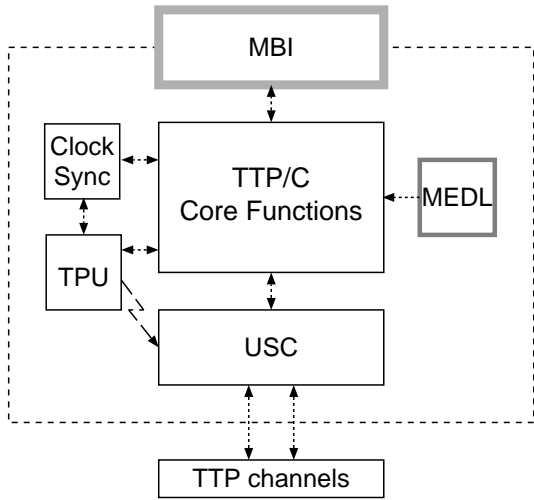 MBI
Clock
Sync
TTP/C
Core Functions
MEDL
TPU
USC
TTP channels